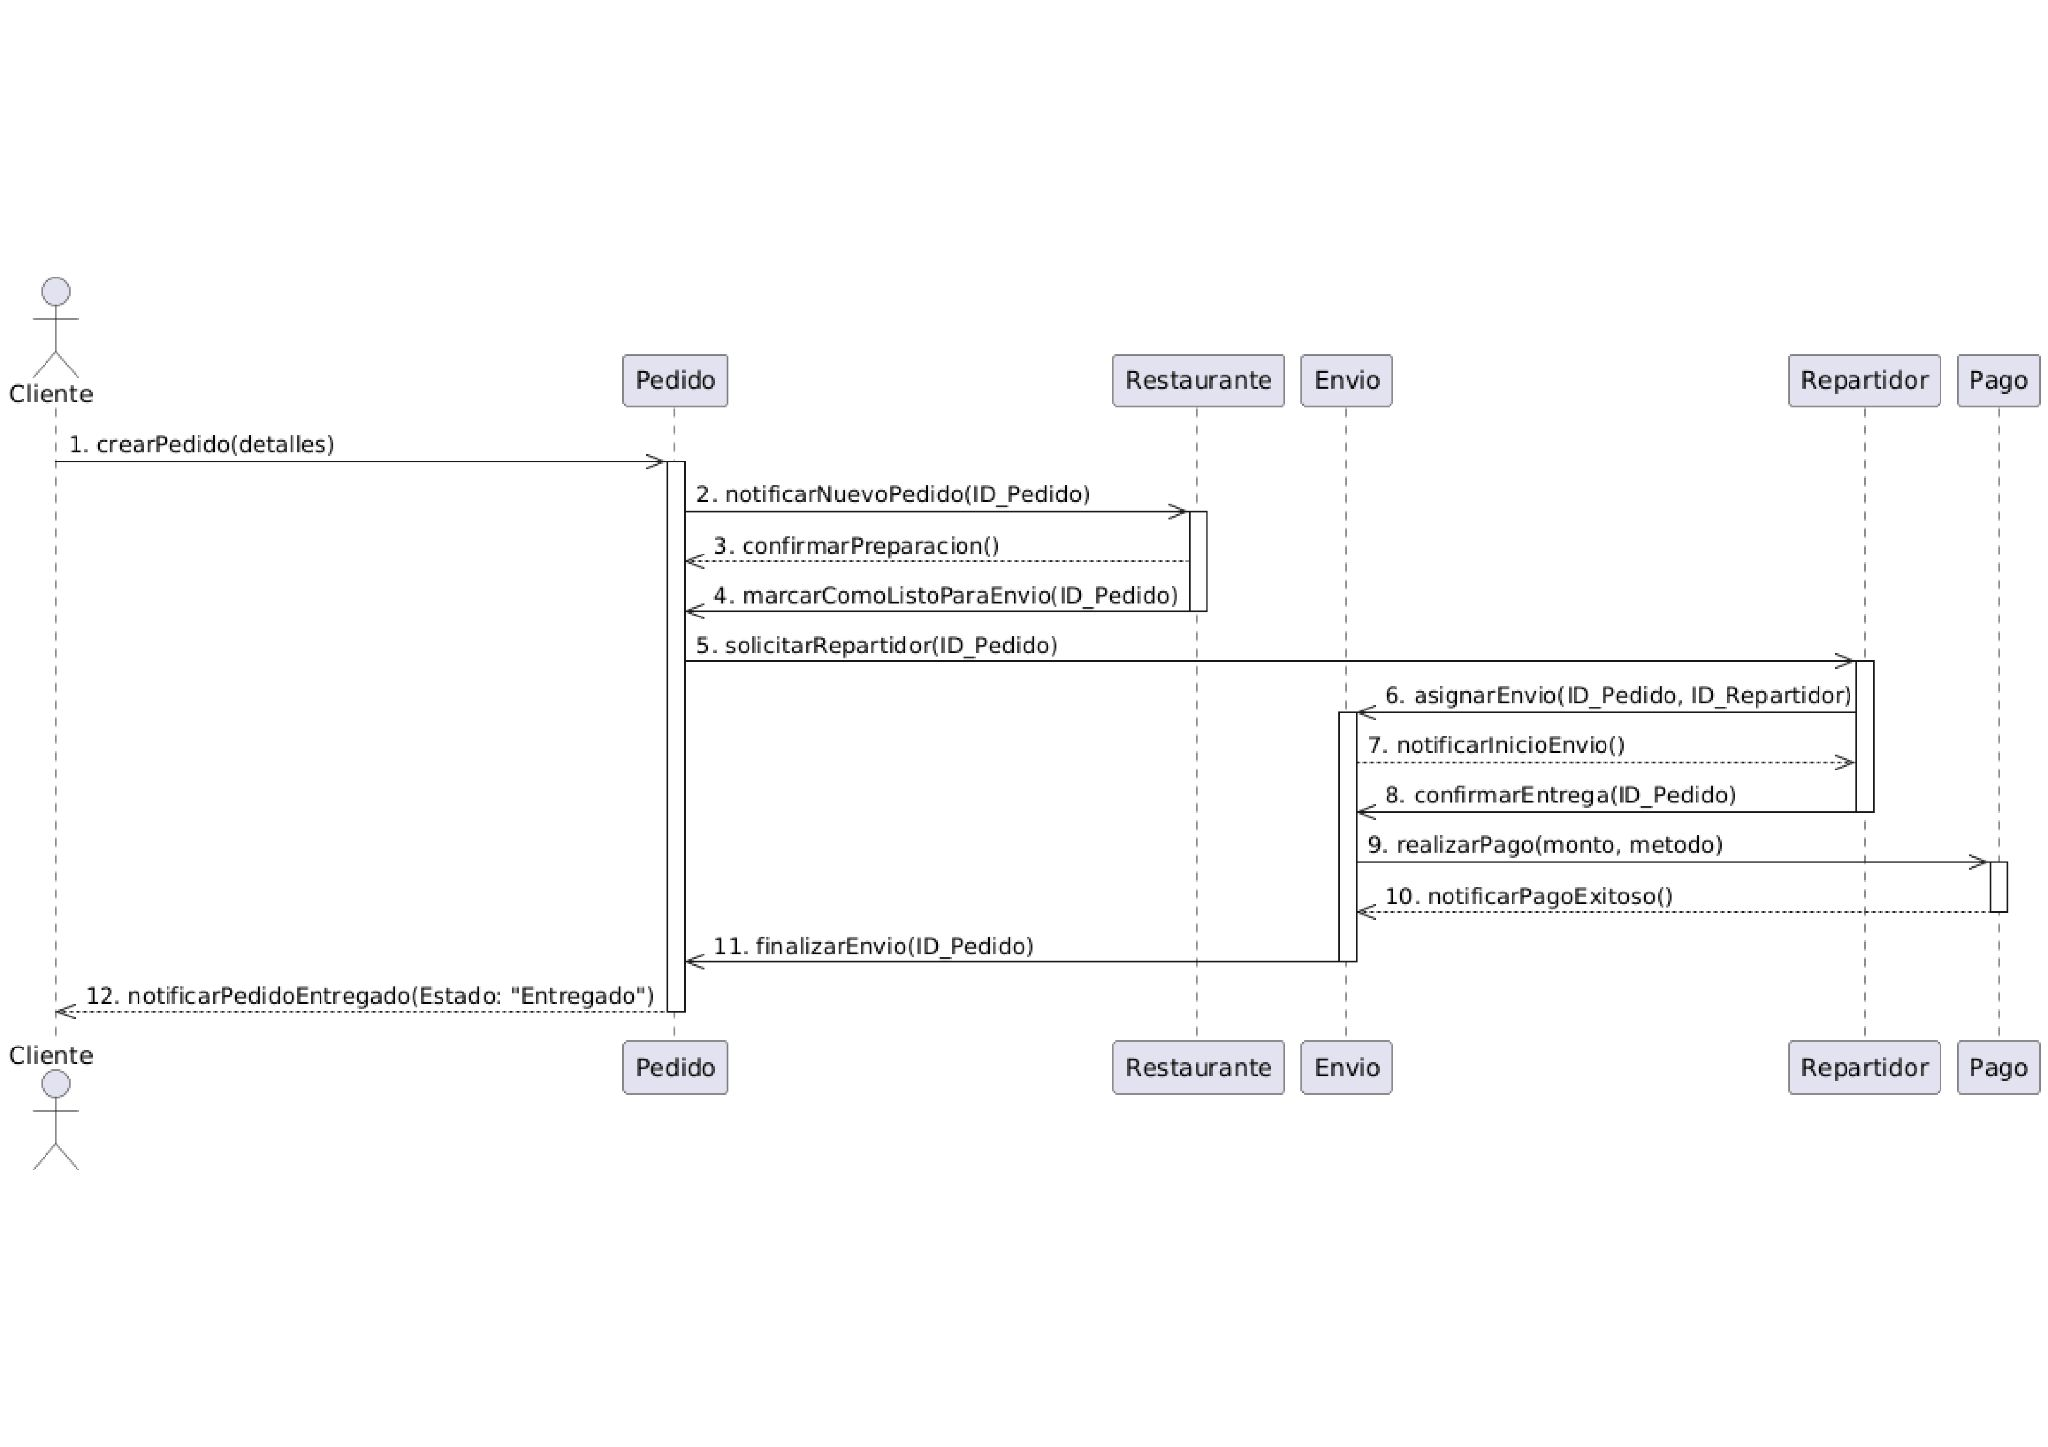 Cliente
Pedido
Restaurante
Envio
Repartidor
Pago
1. crearPedido(detalles)
2. notificarNuevoPedido(ID_Pedido)
3. confirmarPreparacion()
4. marcarComoListoParaEnvio(ID_Pedido)
5. solicitarRepartidor(ID_Pedido)
6. asignarEnvio(ID_Pedido, ID_Repartidor)
7. notificarInicioEnvio()
8. confirmarEntrega(ID_Pedido)
9. realizarPago(monto, metodo)
10. notificarPagoExitoso()
11. finalizarEnvio(ID_Pedido)
12. notificarPedidoEntregado(Estado: "Entregado")
Cliente
Pedido
Restaurante
Envio
Repartidor
Pago